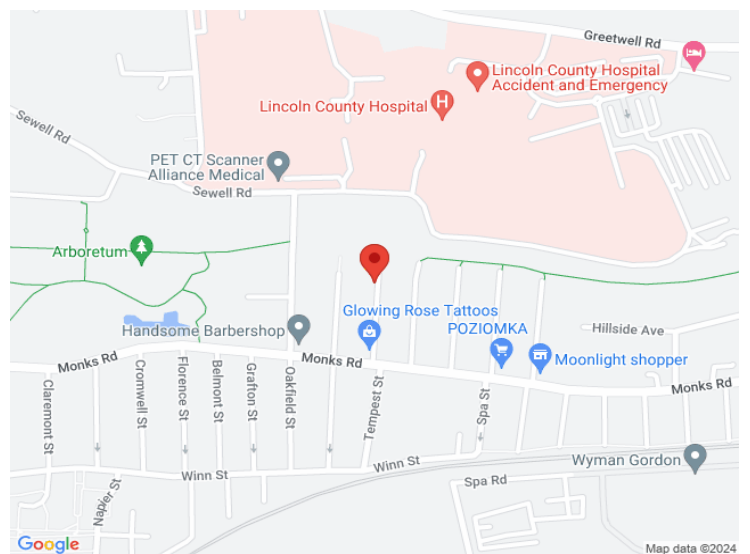 Greetwell Rd
Lincoln County Hospital
Accident and Emergency
Lincoln County Hospital
H
Sewell Rd
PET CT Scanner
Alliance Medical
Sewell Rd
Arboretum
Glowing Rose Tattoos
Handsome Barbershop
POZIOMKA
Hillside Ave
Moonlight shopper
Monks Rd
Monks Rd
Monks Rd
Claremont St
Cromwell St
Florence St
Belmont St
Grafton St
Oakfield St
Tempest St
Spa St
Winn St
Winn St
Napier St
Spa Rd
Wyman Gordon
Google
Map data ©2024